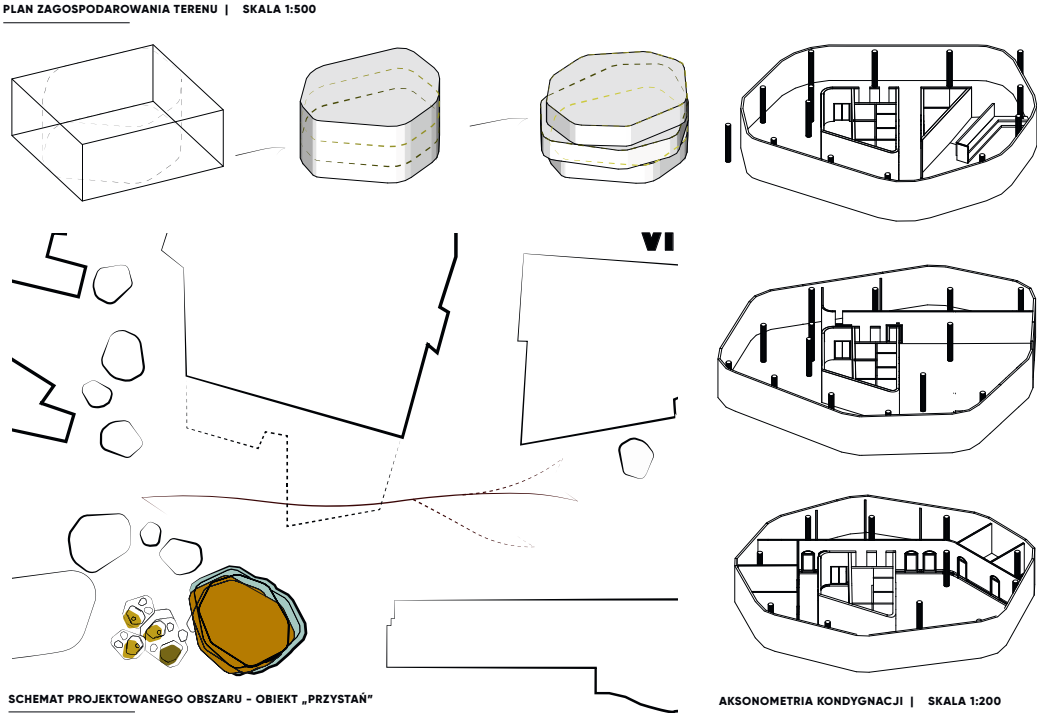 PLAN ZAGOSPODAROWANIA TERENU | SKALA 1:500
VI
SCHEMAT PROJEKTOWANEGO OBSZARU - OBIEKT „PRZYSTAŃ”
AKSONOMETRIA KONDYGNACJI | SKALA 1:200